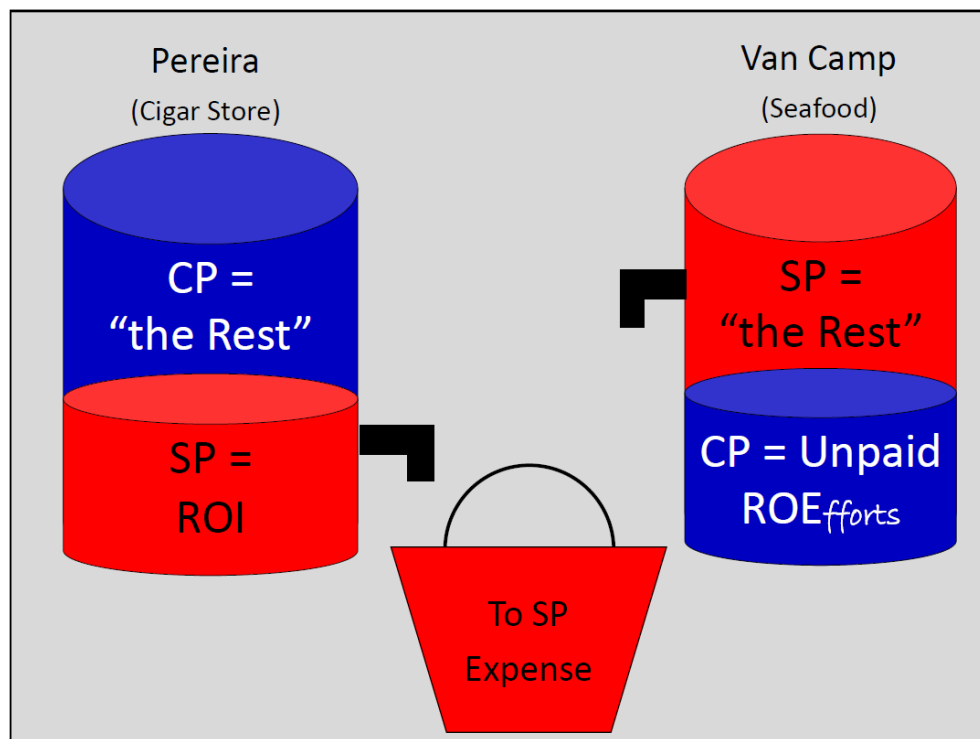 Pereira
(Cigar Store)
CP =
“the Rest”
SP =
ROI
Van Camp
(Seafood)
SP =
“the Rest”
CP = Unpaid
ROEfforts
To SP
Expense